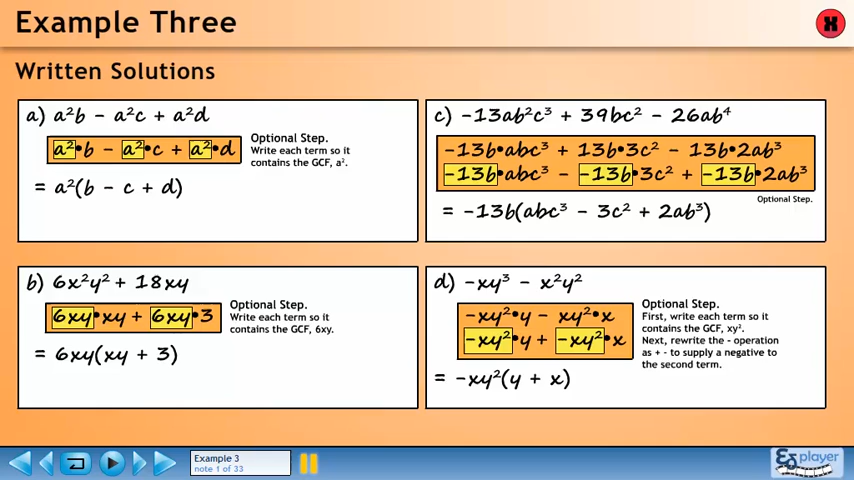 Example Three
X
Written Solutions
a) a²b - a²c + a²d
a²•b - a²•c + a²•d
Optional Step.
Write each term so it
contains the GCF, a².
= a²(b - c + d)
c) -13ab²c³ + 39bc² - 26ab⁴
-13b•abc³ + 13b•3c² - 13b•2ab³
-13b•abc³ - -13b•3c² + -13b•2ab³
Optional Step.
= -13b(abc³ - 3c² + 2ab³)
b) 6x²y² + 18xy
6xy•xy + 6xy•3
Optional Step.
Write each term so it
contains the GCF, 6xy.
= 6xy(xy + 3)
d) -xy³ - x²y²
-xy²•y - xy²•x
-xy²•y + -xy²•x
Optional Step.
First, write each term so it
contains the GCF, xy².
Next, rewrite the - operation
as + - to supply a negative to
the second term.
= -xy²(y + x)
Example 3
note 1 of 33
player